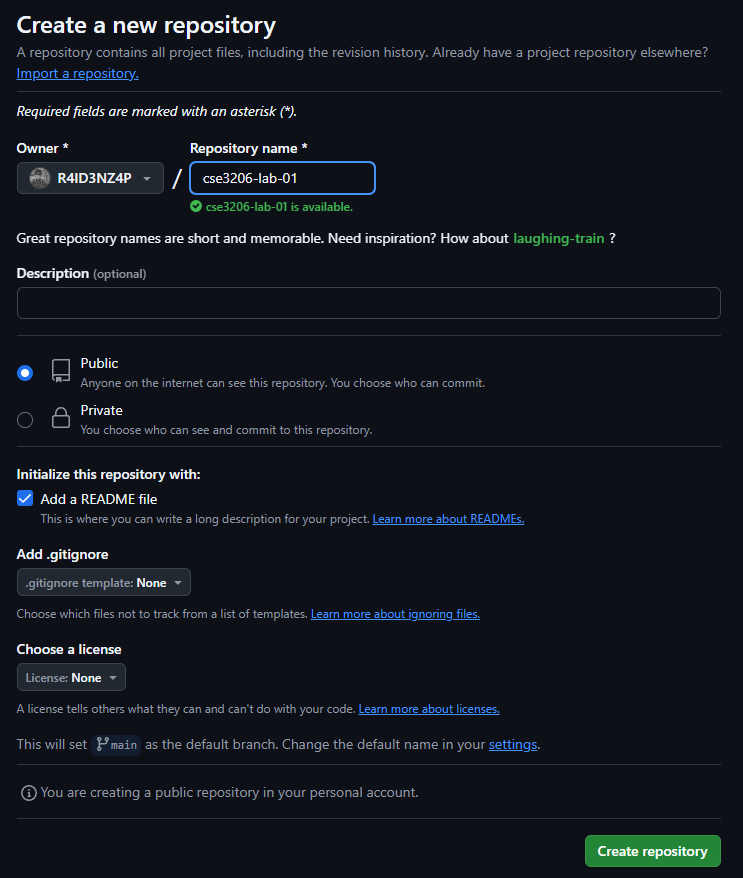 Create a new repository
A repository contains all project files, including the revision history. Already have a project repository elsewhere?
Import a repository.
Required fields are marked with an asterisk (*).
Owner * Repository name *
R4ID3NZ4P / cse3206-lab-01
cse3206-lab-01 is available.
Great repository names are short and memorable. Need inspiration? How about laughing-train ?
Description (optional)
Public
Anyone on the internet can see this repository. You choose who can commit.
Private
You choose who can see and commit to this repository.
Initialize this repository with:
Add a README file
This is where you can write a long description for your project. Learn more about READMEs.
Add .gitignore
.gitignore template: None
Choose which files not to track from a list of templates. Learn more about ignoring files.
Choose a license
License: None
A license tells others what they can and can't do with your code. Learn more about licenses.
This will set main as the default branch. Change the default name in your settings.
You are creating a public repository in your personal account.
Create repository